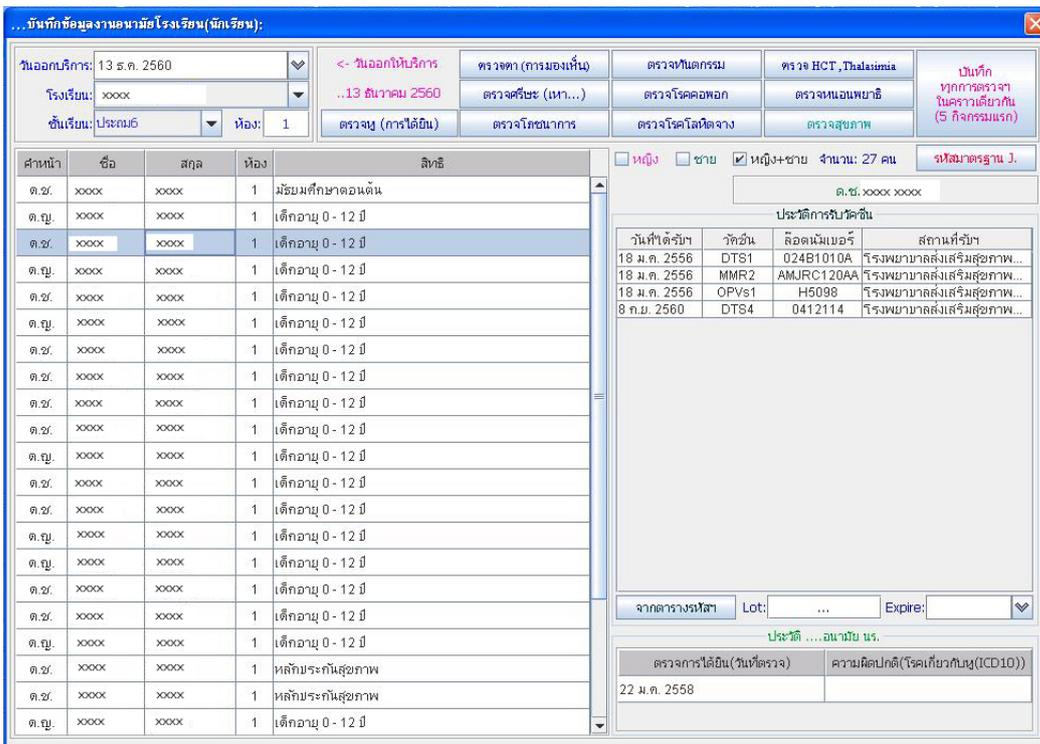 ...บันทึกข้อมูลงานอนามัยโรงเรียน(นักเรียน):
วันออกบริการ: 13 ธ.ค. 2560
โรงเรียน: xxxx
ชั้นเรียน: ประถม6 ห้อง: 1
<- วันออกให้บริการ ตรวจตา (การมองเห็น) ตรวจทันตกรรม ตรวจ HCT ,Thalasimia
..13 ธันวาคม 2560 ตรวจศรีษะ (เหา...) ตรวจโรคคอพอก ตรวจหนอนพยาธิ
ตรวจหู (การได้ยิน) ตรวจโภชนาการ ตรวจโรคโลหิตจาง ตรวจสุขภาพ
บันทึก
ทุกการตรวจฯ
ในคราวเดียวกัน
(5 กิจกรรมแรก)
คำหน้า ชื่อ สกุล ห้อง สิทธิ
ด.ช. xxxx xxxx 1 มัธยมศึกษาตอนต้น
ด.ญ. xxxx xxxx 1 เด็กอายุ 0 - 12 ปี
ด.ช. xxxx xxxx 1 เด็กอายุ 0 - 12 ปี
ด.ญ. xxxx xxxx 1 เด็กอายุ 0 - 12 ปี
ด.ช. xxxx xxxx 1 เด็กอายุ 0 - 12 ปี
ด.ญ. xxxx xxxx 1 เด็กอายุ 0 - 12 ปี
ด.ช. xxxx xxxx 1 เด็กอายุ 0 - 12 ปี
ด.ช. xxxx xxxx 1 เด็กอายุ 0 - 12 ปี
ด.ช. xxxx xxxx 1 เด็กอายุ 0 - 12 ปี
ด.ช. xxxx xxxx 1 เด็กอายุ 0 - 12 ปี
ด.ญ. xxxx xxxx 1 เด็กอายุ 0 - 12 ปี
ด.ช. xxxx xxxx 1 เด็กอายุ 0 - 12 ปี
ด.ช. xxxx xxxx 1 เด็กอายุ 0 - 12 ปี
ด.ญ. xxxx xxxx 1 เด็กอายุ 0 - 12 ปี
ด.ญ. xxxx xxxx 1 เด็กอายุ 0 - 12 ปี
ด.ช. xxxx xxxx 1 เด็กอายุ 0 - 12 ปี
ด.ช. xxxx xxxx 1 เด็กอายุ 0 - 12 ปี
ด.ญ. xxxx xxxx 1 เด็กอายุ 0 - 12 ปี
ด.ช. xxxx xxxx 1 หลักประกันสุขภาพ
ด.ช. xxxx xxxx 1 หลักประกันสุขภาพ
ด.ญ. xxxx xxxx 1 เด็กอายุ 0 - 12 ปี
หญิง ชาย หญิง+ชาย จำนวน: 27 คน รหัสมาตรฐาน J.
ด.ช. xxxx xxxx
ประวัติการรับวัคซีน
วันที่ได้รับฯ วัคซีน ล็อตนัมเบอร์ สถานที่รับฯ
18 ม.ค. 2556 DTS1 024B1010A โรงพยาบาลส่งเสริมสุขภาพ...
18 ม.ค. 2556 MMR2 AMJRC120AA โรงพยาบาลส่งเสริมสุขภาพ...
18 ม.ค. 2556 OPVs1 H5098 โรงพยาบาลส่งเสริมสุขภาพ...
8 ก.ย. 2560 DTS4 0412114 โรงพยาบาลส่งเสริมสุขภาพ...
จากตารางรหัสฯ Lot: ... Expire:
ประวัติ ....อนามัย นร.
ตรวจการได้ยิน(วันที่ตรวจ) ความผิดปกติ(โรคเกี่ยวกับหู(ICD10))
22 ม.ค. 2558